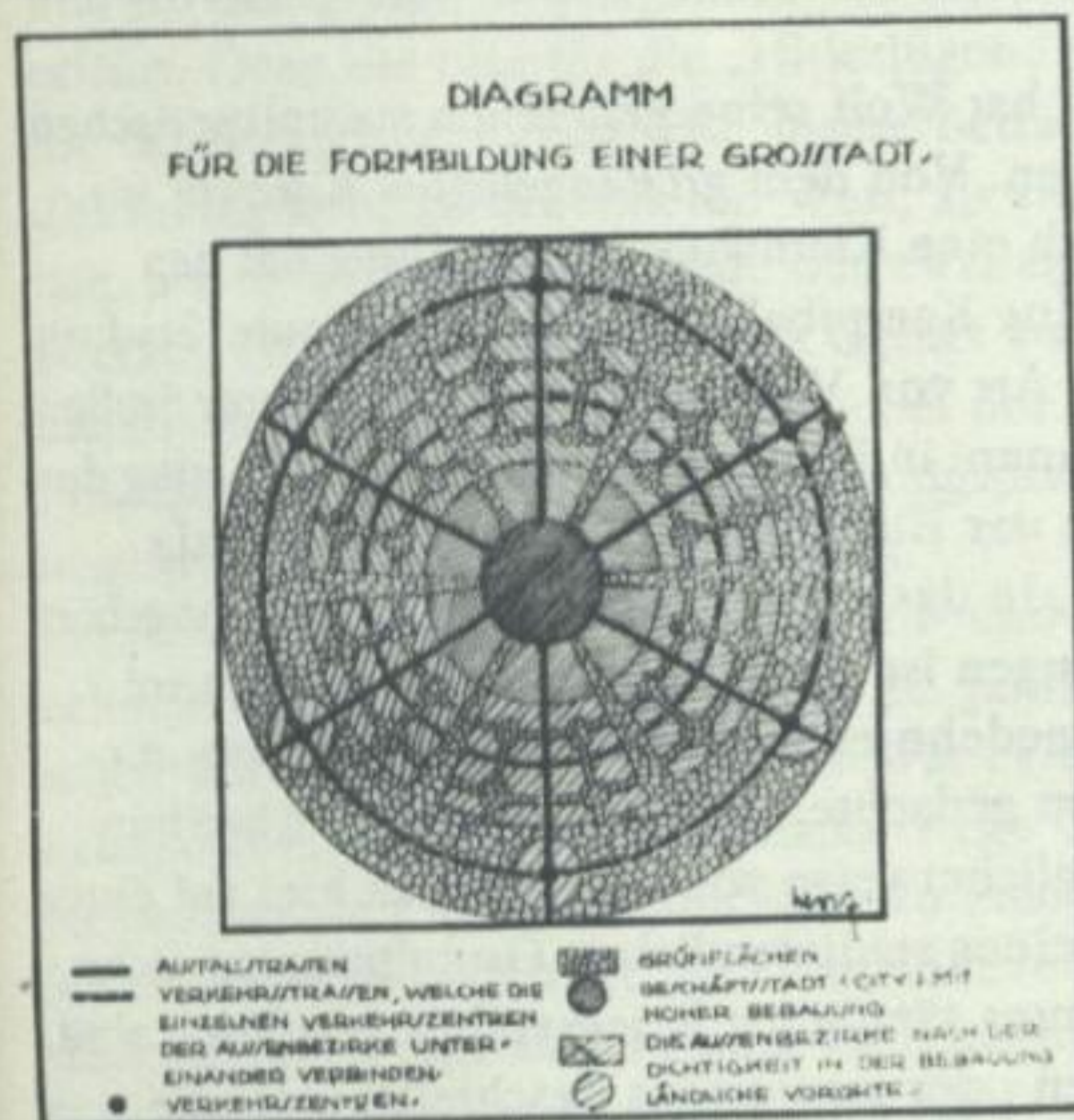 DIAGRAMM
FÜR DIE FORMBILDUNG EINER GROSSTADT.
AUSFALLSTRASSEN
VERKEHRSSTRASSEN, WELCHE DIE
EINZELNEN VERKEHRSZENTREN
DER AUSSENBEZIRKE UNTER-
EINANDER VERBINDEN.
VERKEHRSZENTREN.
GRÜNFLÄCHEN
GESCHÄFTSSTADT (CITY) MIT
HOHER BEBAUUNG
DIE AUSSENBEZIRKE NACH DER
DICHTIGKEIT IN DER BEBAUUNG
LÄNDLICHE VORORTE.